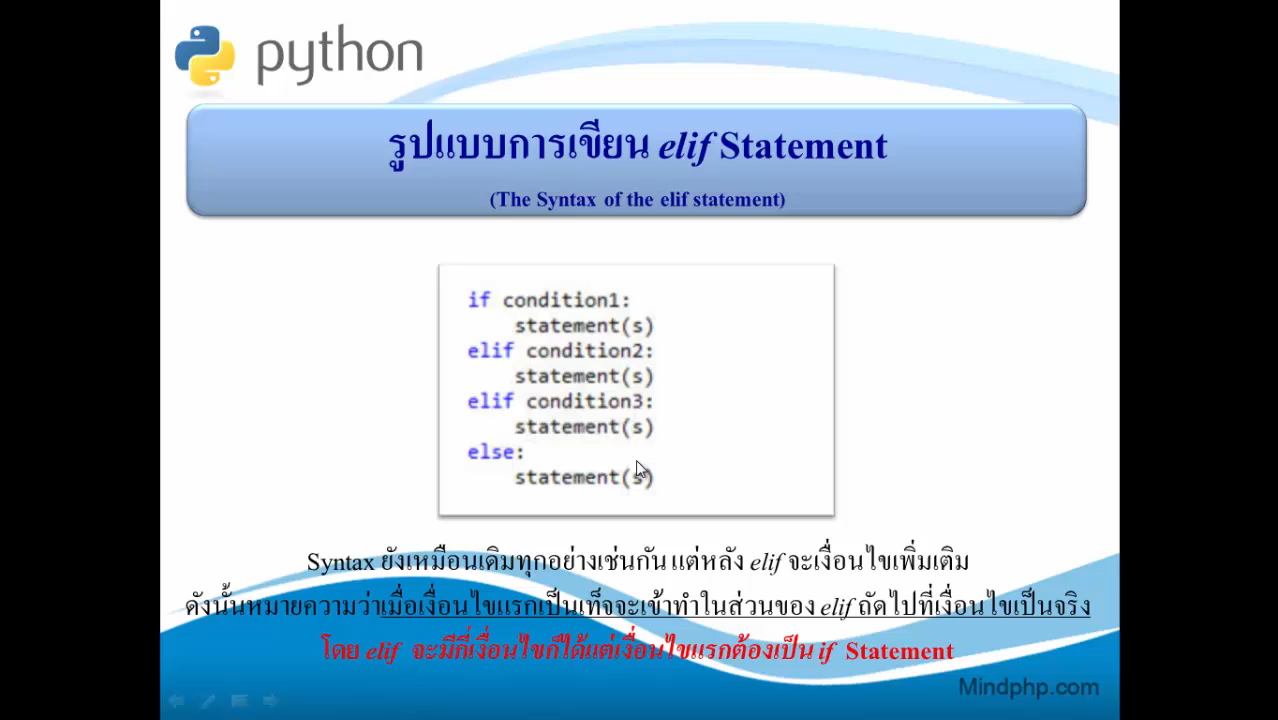 python
รูปแบบการเขียน elif Statement
(The Syntax of the elif statement)
if condition1:
    statement(s)
elif condition2:
    statement(s)
elif condition3:
    statement(s)
else:
    statement(s)
Syntax ยังเหมือนเดิมทุกอย่างเช่นกัน แต่หลัง elif จะเงื่อนไขเพิ่มเติม
ดังนั้นหมายความว่าเมื่อเงื่อนไขแรกเป็นเท็จจะเข้าทำในส่วนของ elif ถัดไปที่เงื่อนไขเป็นจริง
โดย elif จะมีกี่เงื่อนไขก็ได้แต่เงื่อนไขแรกต้องเป็น if Statement
Mindphp.com